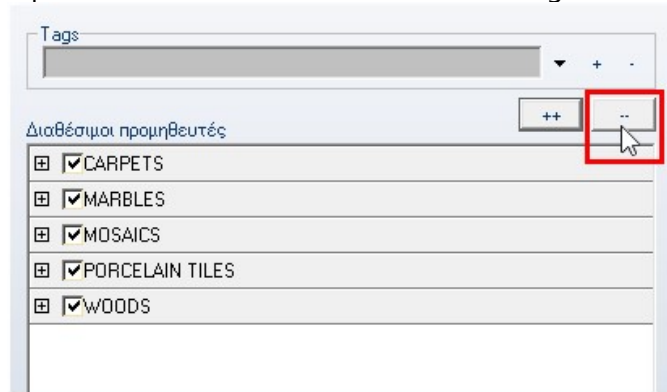 Tags
+ -
++ --
Διαθέσιμοι προμηθευτές
CARPETS
MARBLES
MOSAICS
PORCELAIN TILES
WOODS